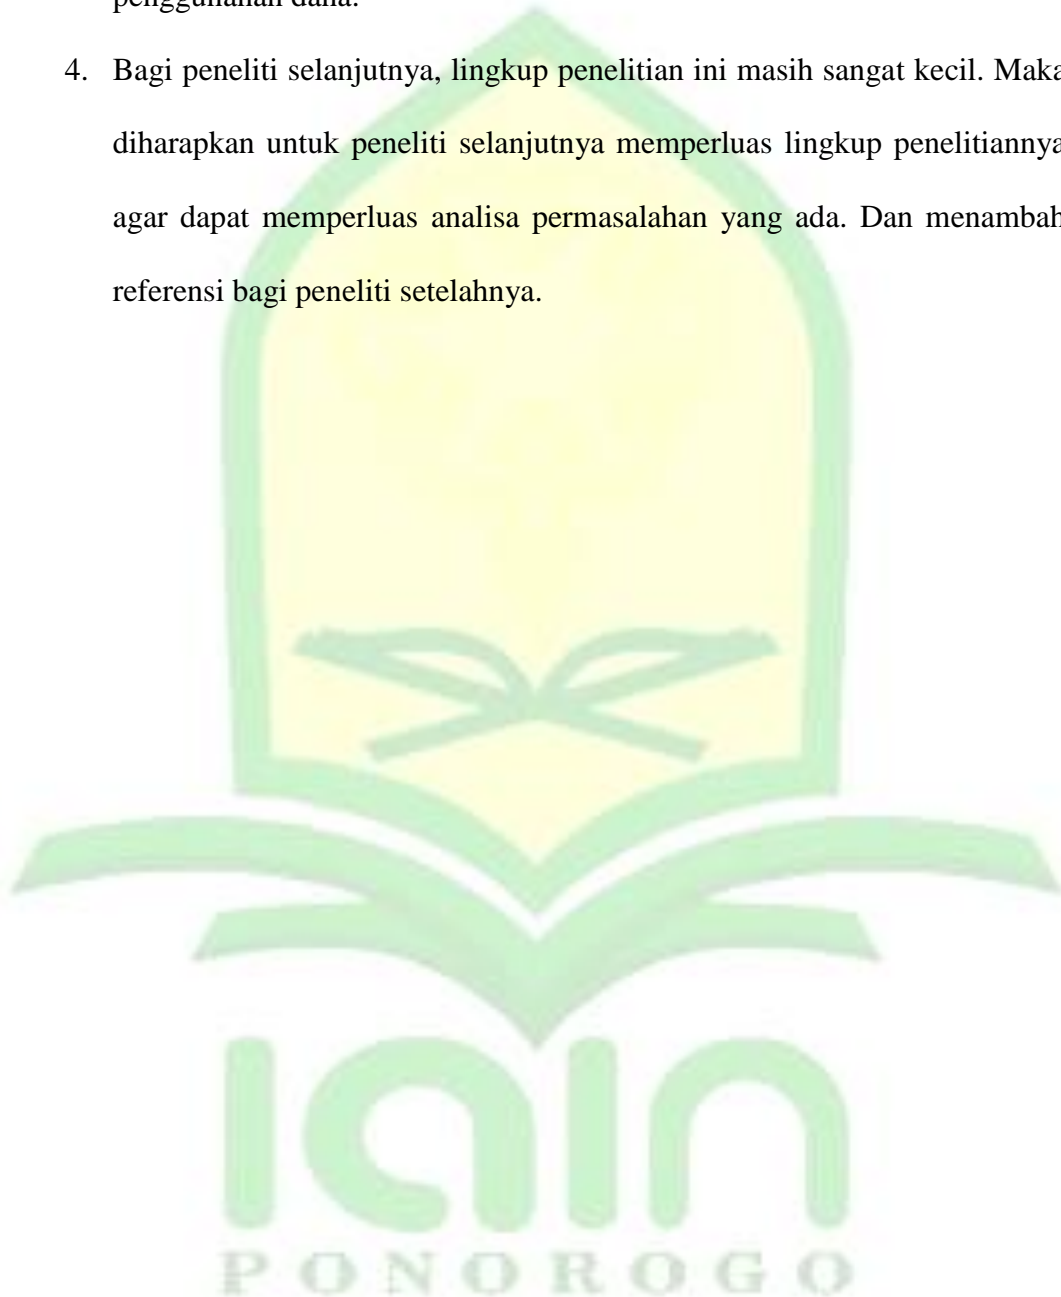 penggunanan dana.
4. Bagi peneliti selanjutnya, lingkup penelitian ini masih sangat kecil. Maka
diharapkan untuk peneliti selanjutnya memperluas lingkup penelitiannya
agar dapat memperluas analisa permasalahan yang ada. Dan menambah
referensi bagi peneliti setelahnya.
iain
PONOROGO